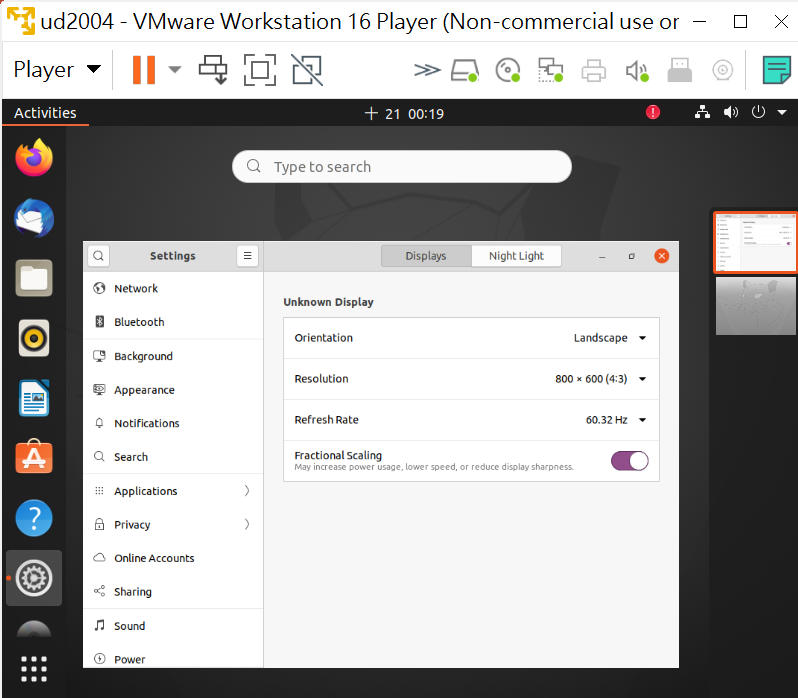 ud2004 - VMware Workstation 16 Player (Non-commercial use or
Player
Activities
21 00:19
Type to search
Settings
Displays
Night Light
Network
Bluetooth
Background
Appearance
Notifications
Search
Applications
Privacy
Online Accounts
Sharing
Sound
Power
Unknown Display
Orientation
Landscape
Resolution
800 × 600 (4:3)
Refresh Rate
60.32 Hz
Fractional Scaling
May increase power usage, lower speed, or reduce display sharpness.